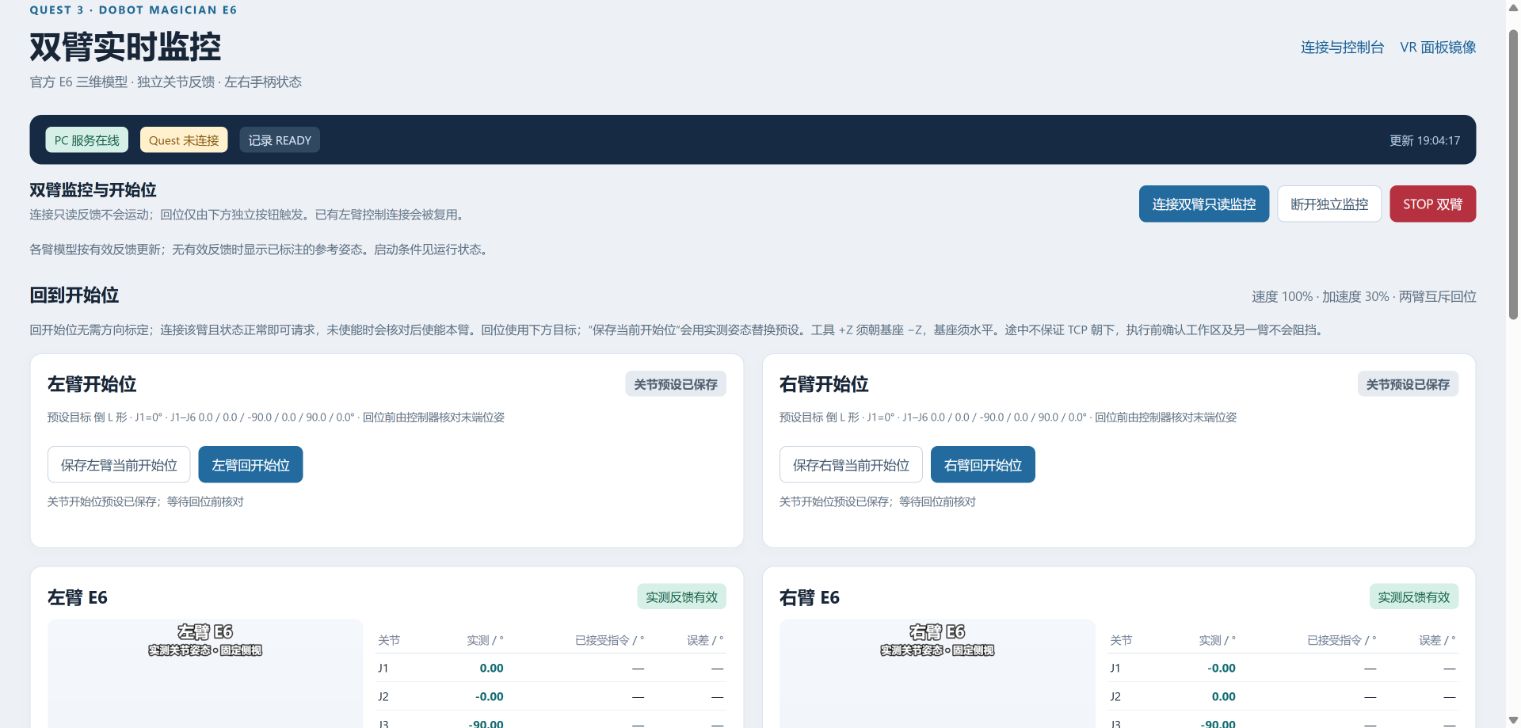 QUEST 3 · DOBOT MAGICIAN E6
双臂实时监控
连接与控制台 VR 面板镜像
官方 E6 三维模型 · 独立关节反馈 · 左右手柄状态
PC 服务在线 Quest 未连接 记录 READY 更新 19:04:17
双臂监控与开始位
连接只读反馈不会运动；回位仅由下方独立按钮触发。已有左臂控制连接会被复用。
连接双臂只读监控 断开独立监控 STOP 双臂
各臂模型按有效反馈更新；无有效反馈时显示已标注的参考姿态。启动条件见运行状态。
回到开始位
速度 100% · 加速度 30% · 两臂互斥回位
回开始位无需方向标定；连接该臂且状态正常即可请求，未使能时会核对后使能本臂。回位使用下方目标；“保存当前开始位”会用实测姿态替换预设。工具 +Z 须朝基座 −Z，基座须水平。途中不保证 TCP 朝下，执行前确认工作区及另一臂不会阻挡。
左臂开始位 关节预设已保存
预设目标 倒 L 形 · J1=0° · J1–J6 0.0 / 0.0 / -90.0 / 0.0 / 90.0 / 0.0° · 回位前由控制器核对末端位姿
保存左臂当前开始位 左臂回开始位
关节开始位预设已保存；等待回位前核对
右臂开始位 关节预设已保存
预设目标 倒 L 形 · J1=0° · J1–J6 0.0 / 0.0 / -90.0 / 0.0 / 90.0 / 0.0° · 回位前由控制器核对末端位姿
保存右臂当前开始位 右臂回开始位
关节开始位预设已保存；等待回位前核对
左臂 E6 实测反馈有效
左臂 E6
实测关节姿态 · 固定侧视
关节 实测 / ° 已接受指令 / ° 误差 / °
J1 0.00 — —
J2 -0.00 — —
J3 -90.00 — —
右臂 E6 实测反馈有效
右臂 E6
实测关节姿态 · 固定侧视
关节 实测 / ° 已接受指令 / ° 误差 / °
J1 -0.00 — —
J2 0.00 — —
J3 -90.00 — —